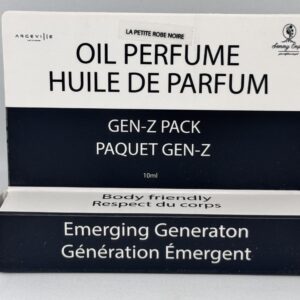 ANGEVILLE
LA PETITE ROBE NOIRE
OIL PERFUME
HUILE DE PARFUM
GEN-Z PACK
PAQUET GEN-Z
10ml
Body friendly
Respect du corps
Emerging Generaton
Génération Émergent